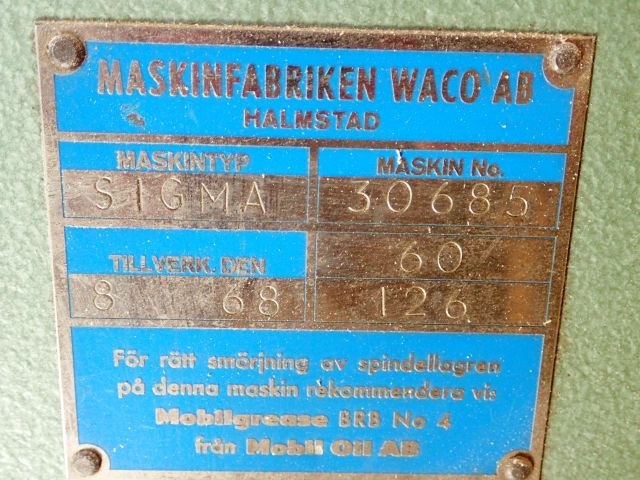 MASKINFABRIKEN WACO AB
HALMSTAD
MASKINTYP MASKIN No.
SIGMA 30685
60
TILLVERK. DEN
8 68 126
För rätt smörjning av spindellagren
på denna maskin rekommendera vi:
Mobilgrease BRB No 4
från Mobil Oil AB